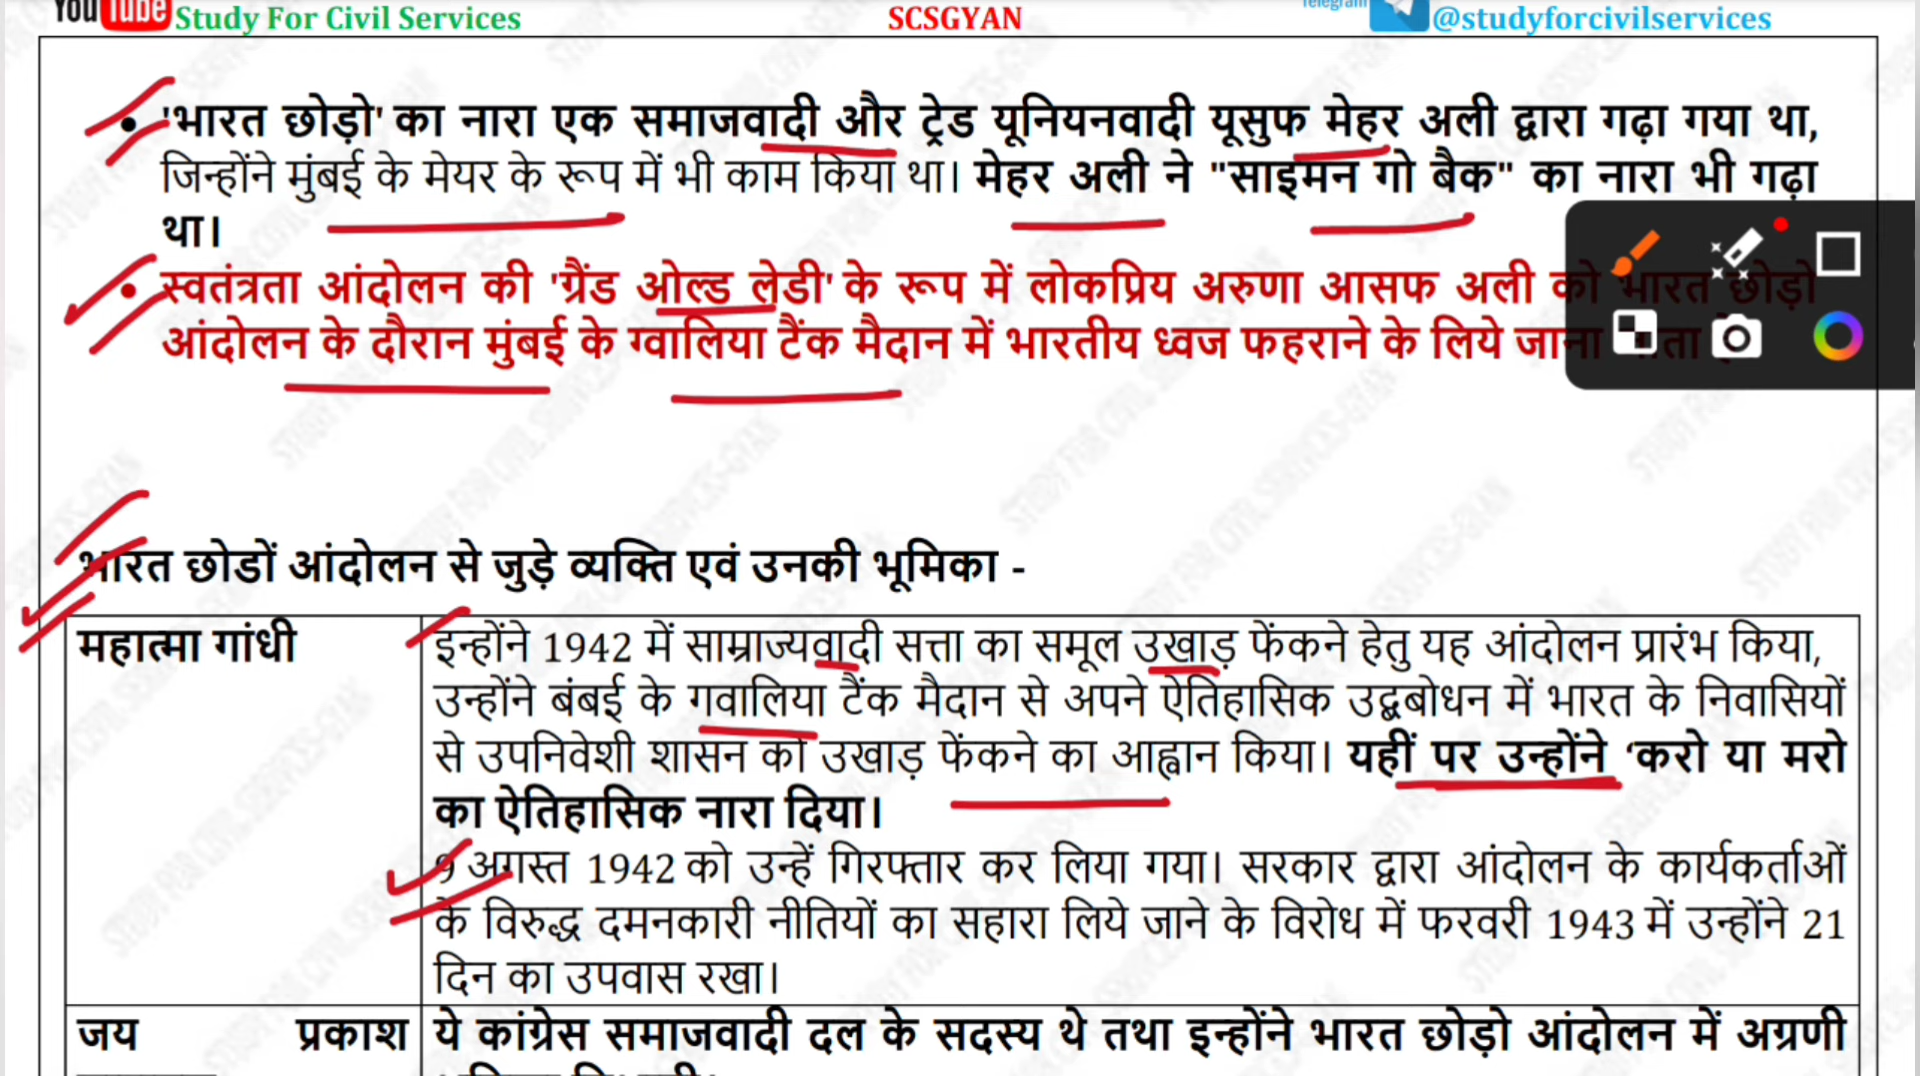 YouTube Study For Civil Services SCSGYAN Telegram @studyforcivilservices
• 'भारत छोड़ो' का नारा एक समाजवादी और ट्रेड यूनियनवादी यूसुफ मेहर अली द्वारा गढ़ा गया था,
जिन्होंने मुंबई के मेयर के रूप में भी काम किया था। मेहर अली ने "साइमन गो बैक" का नारा भी गढ़ा
था।
• स्वतंत्रता आंदोलन की 'ग्रैंड ओल्ड लेडी' के रूप में लोकप्रिय अरुणा आसफ अली को भारत छोड़ो
आंदोलन के दौरान मुंबई के ग्वालिया टैंक मैदान में भारतीय ध्वज फहराने के लिये जाना
भारत छोडों आंदोलन से जुड़े व्यक्ति एवं उनकी भूमिका -
महात्मा गांधी
इन्होंने 1942 में साम्राज्यवादी सत्ता का समूल उखाड़ फेंकने हेतु यह आंदोलन प्रारंभ किया,
उन्होंने बंबई के गवालिया टैंक मैदान से अपने ऐतिहासिक उद्बबोधन में भारत के निवासियों
से उपनिवेशी शासन को उखाड़ फेंकने का आह्वान किया। यहीं पर उन्होंने ‘करो या मरो
का ऐतिहासिक नारा दिया।
9 अगस्त 1942 को उन्हें गिरफ्तार कर लिया गया। सरकार द्वारा आंदोलन के कार्यकर्ताओं
के विरुद्ध दमनकारी नीतियों का सहारा लिये जाने के विरोध में फरवरी 1943 में उन्होंने 21
दिन का उपवास रखा।
जय प्रकाश
ये कांग्रेस समाजवादी दल के सदस्य थे तथा इन्होंने भारत छोड़ो आंदोलन में अग्रणी